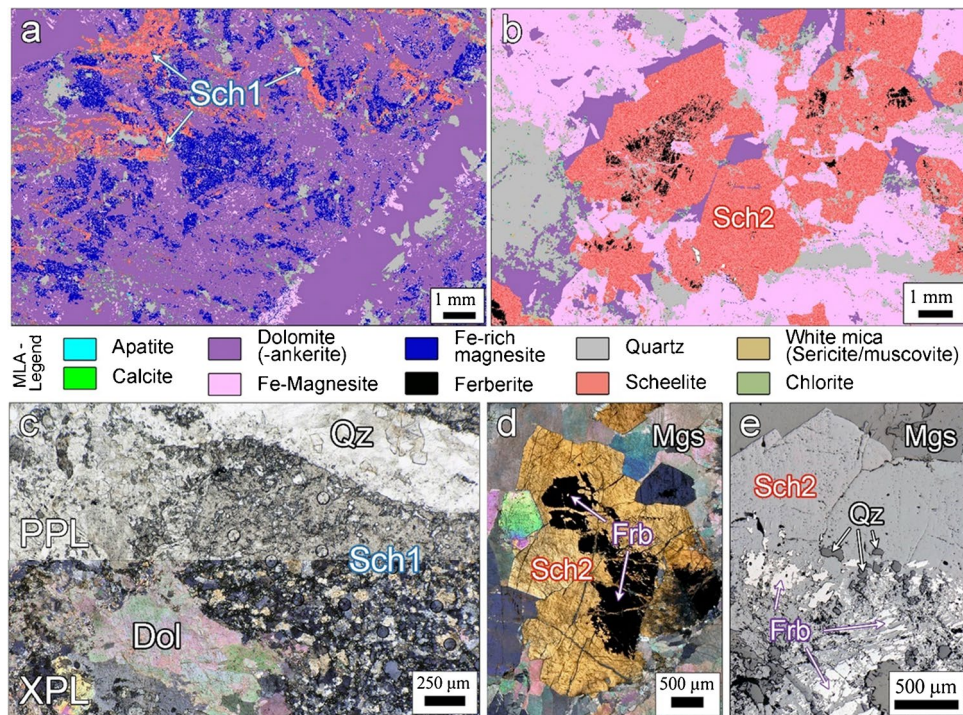 a
Sch1
1 mm
b
Sch2
1 mm
MLA -
Legend
Apatite
Calcite
Dolomite
(-ankerite)
Fe-Magnesite
Fe-rich
magnesite
Ferberite
Quartz
Scheelite
White mica
(Sericite/muscovite)
Chlorite
c
Qz
PPL
Sch1
Dol
XPL
250 μm
d
Mgs
Frb
Sch2
500 μm
e
Mgs
Sch2
Qz
Frb
500 μm